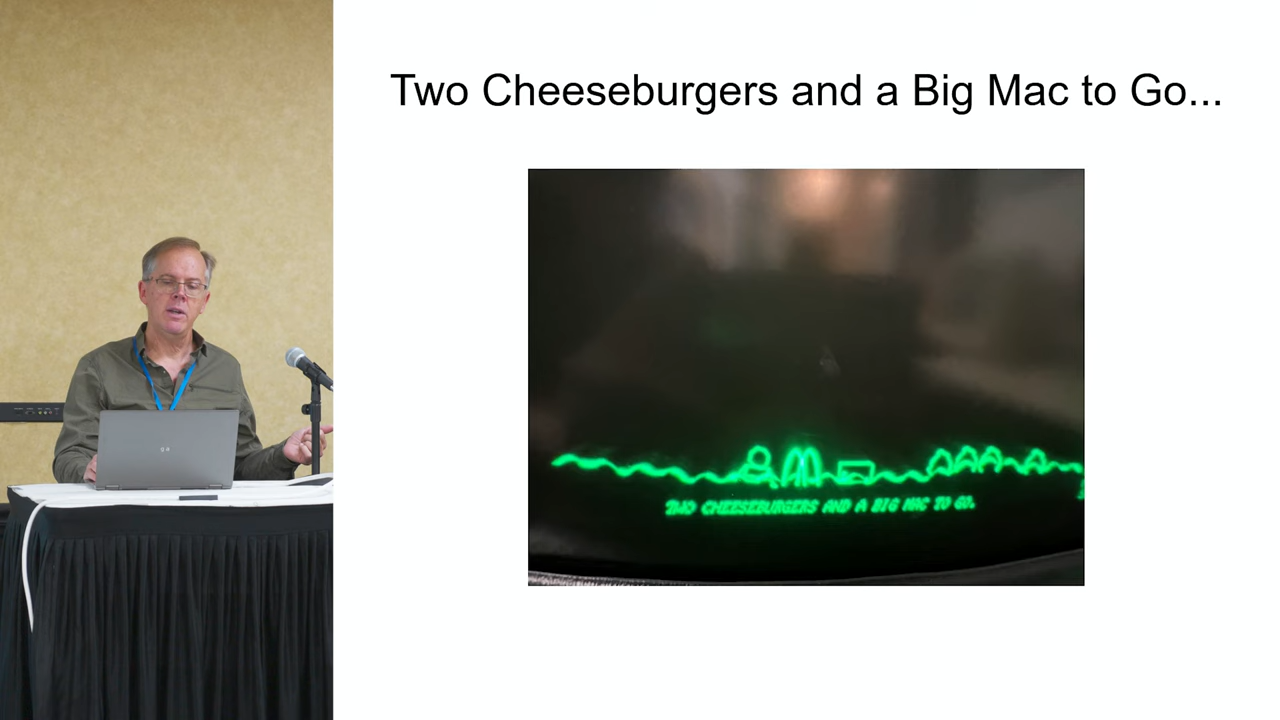 Two Cheeseburgers and a Big Mac to Go...
TWO CHEESEBURGERS AND A BIG MAC TO GO.